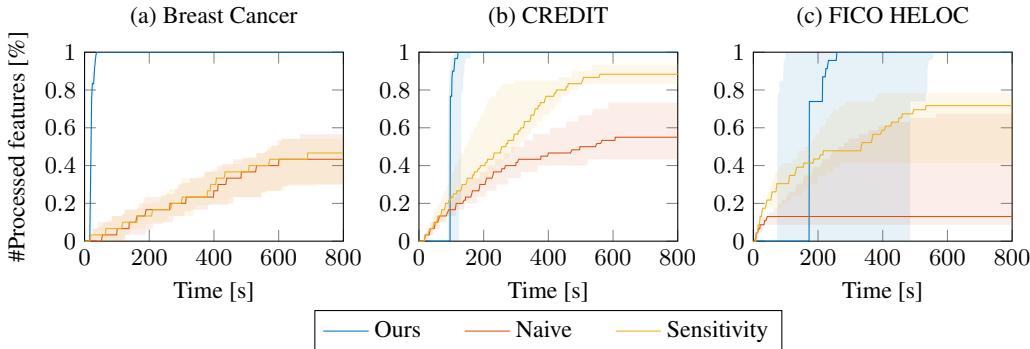 (a) Breast Cancer
(b) CREDIT
(c) FICO HELOC
#Processed features [%]
1
0.8
0.6
0.4
0.2
0
0 200 400 600 800
Time [s]
1
0.8
0.6
0.4
0.2
0
0 200 400 600 800
Time [s]
1
0.8
0.6
0.4
0.2
0
0 200 400 600 800
Time [s]
Ours Naive Sensitivity